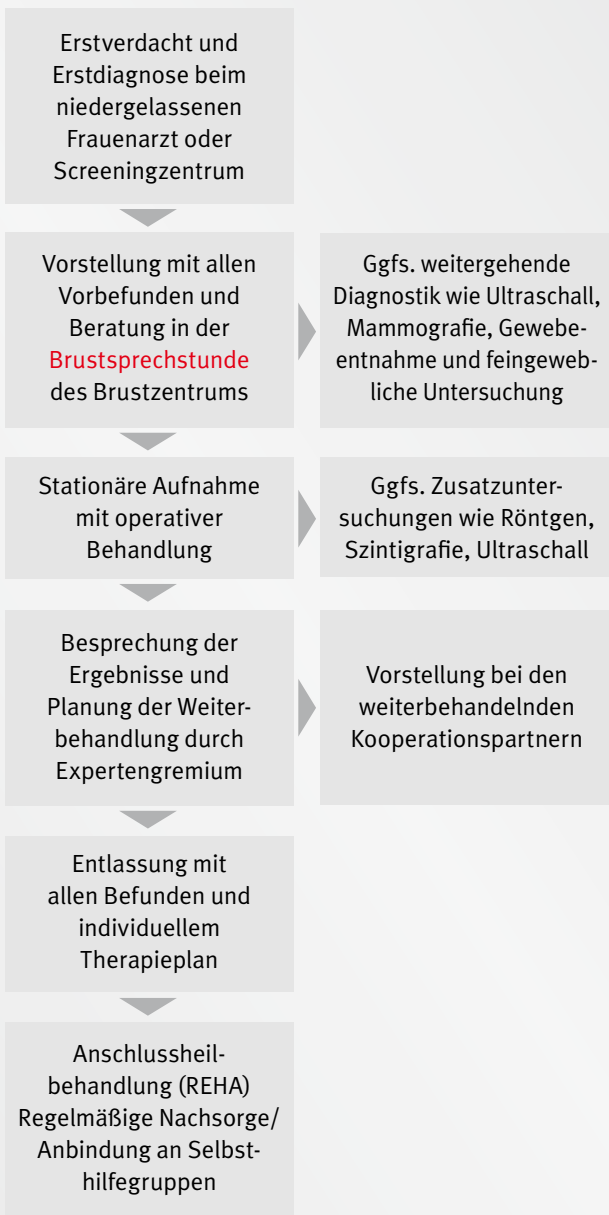 Erstverdacht und
Erstdiagnose beim
niedergelassenen
Frauenarzt oder
Screeningzentrum
Vorstellung mit allen
Vorbefunden und
Beratung in der
Brustsprechstunde
des Brustzentrums
Ggfs. weitergehende
Diagnostik wie Ultraschall,
Mammografie, Gewebe-
entnahme und feingeweb-
liche Untersuchung
Stationäre Aufnahme
mit operativer
Behandlung
Ggfs. Zusatzunter-
suchungen wie Röntgen,
Szintigrafie, Ultraschall
Besprechung der
Ergebnisse und
Planung der Weiter-
behandlung durch
Expertengremium
Vorstellung bei den
weiterbehandelnden
Kooperationspartnern
Entlassung mit
allen Befunden und
individuellem
Therapieplan
Anschlussheil-
behandlung (REHA)
Regelmäßige Nachsorge/
Anbindung an Selbst-
hilfegruppen